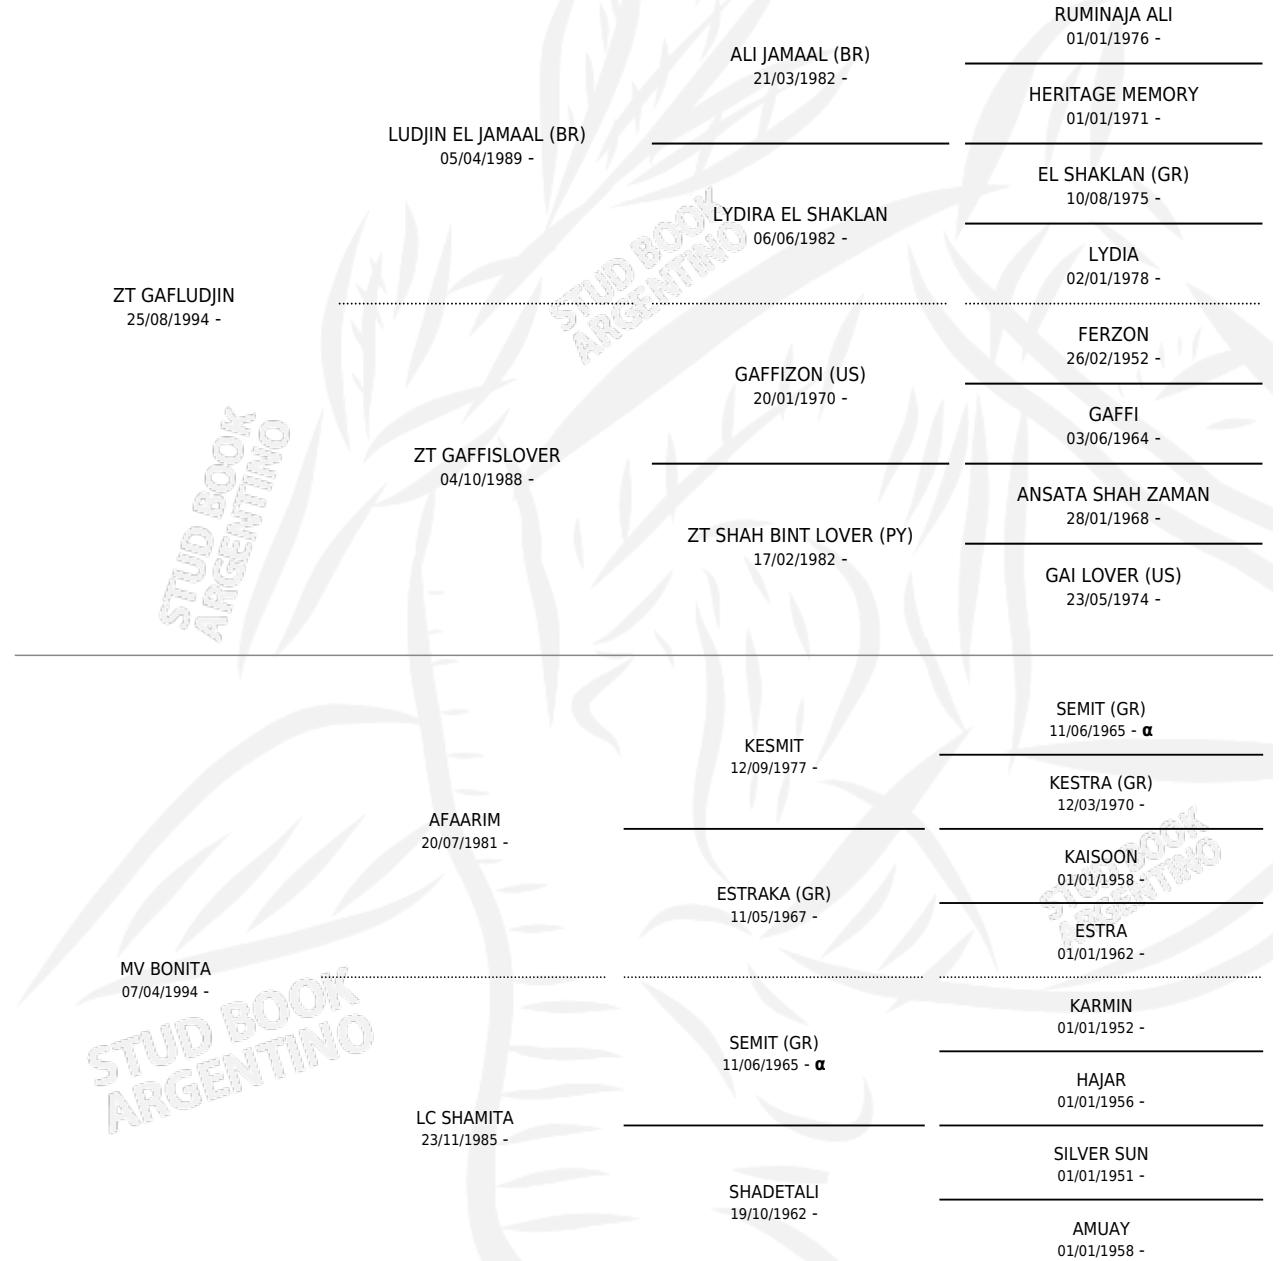 RUMINAJA ALI
01/01/1976 -
ALI JAMAAL (BR)
21/03/1982 -
HERITAGE MEMORY
01/01/1971 -
LUDJIN EL JAMAAL (BR)
05/04/1989 -
EL SHAKLAN (GR)
10/08/1975 -
LYDIRA EL SHAKLAN
06/06/1982 -
LYDIA
02/01/1978 -
ZT GAFLUDJIN
25/08/1994 -
FERZON
26/02/1952 -
GAFFIZON (US)
20/01/1970 -
GAFFI
03/06/1964 -
ZT GAFFISLOVER
04/10/1988 -
ANSATA SHAH ZAMAN
28/01/1968 -
ZT SHAH BINT LOVER (PY)
17/02/1982 -
GAI LOVER (US)
23/05/1974 -
SEMIT (GR)
11/06/1965 - α
KESMIT
12/09/1977 -
KESTRA (GR)
12/03/1970 -
AFAARIM
20/07/1981 -
KAISOON
01/01/1958 -
ESTRAKA (GR)
11/05/1967 -
ESTRA
01/01/1962 -
MV BONITA
07/04/1994 -
KARMIN
01/01/1952 -
SEMIT (GR)
11/06/1965 - α
HAJAR
01/01/1956 -
LC SHAMITA
23/11/1985 -
SILVER SUN
01/01/1951 -
SHADETALI
19/10/1962 -
AMUAY
01/01/1958 -
STUD BOOK
ARGENTINO
STUD BOOK
ARGENTINO
STUD BOOK
ARGENTINO
STUD BOOK
ARGENTINO